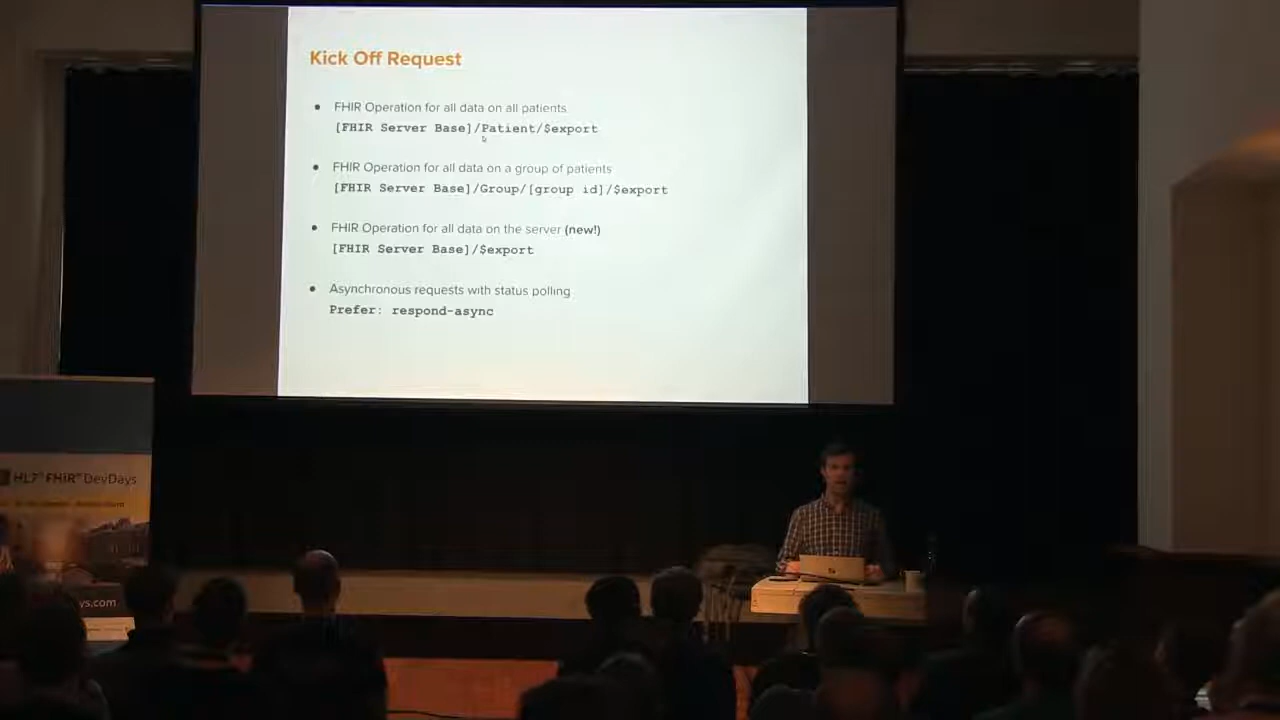 Kick Off Request
FHIR Operation for all data on all patients
[FHIR Server Base]/Patient/$export
FHIR Operation for all data on a group of patients
[FHIR Server Base]/Group/[group id]/$export
FHIR Operation for all data on the server (new!)
[FHIR Server Base]/$export
Asynchronous requests with status polling
Prefer: respond-async
HL7® FHIR® DevDays
ys.com